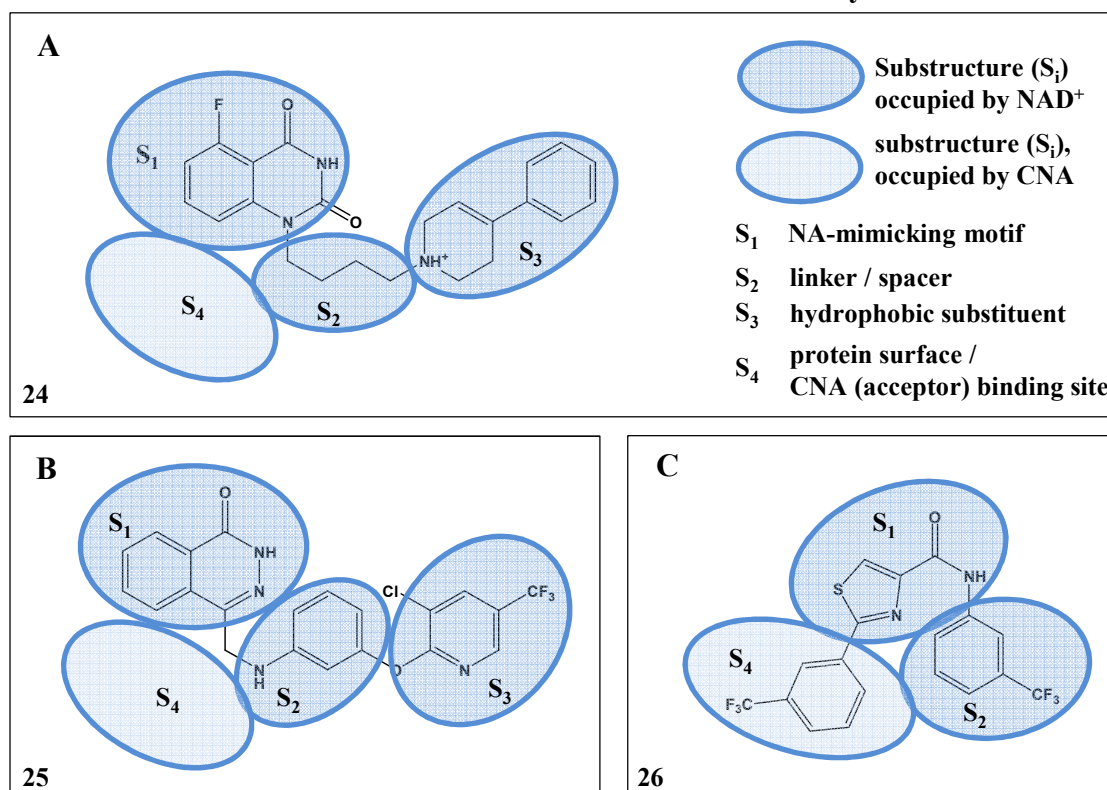 A
Substructure (Sᵢ)
occupied by NAD⁺
substructure (Sᵢ),
occupied by CNA
S₁ NA-mimicking motif
S₂ linker / spacer
S₃ hydrophobic substituent
S₄ protein surface /
CNA (acceptor) binding site
F
O
S₁
NH
N
O
NH⁺
S₃
S₂
S₄
24
B
O
S₁
NH
N
Cl
CF₃
N
H
S₂
O
N
S₃
S₄
25
C
S₁
O
NH
S
N
S₄
F₃C
CF₃
S₂
26